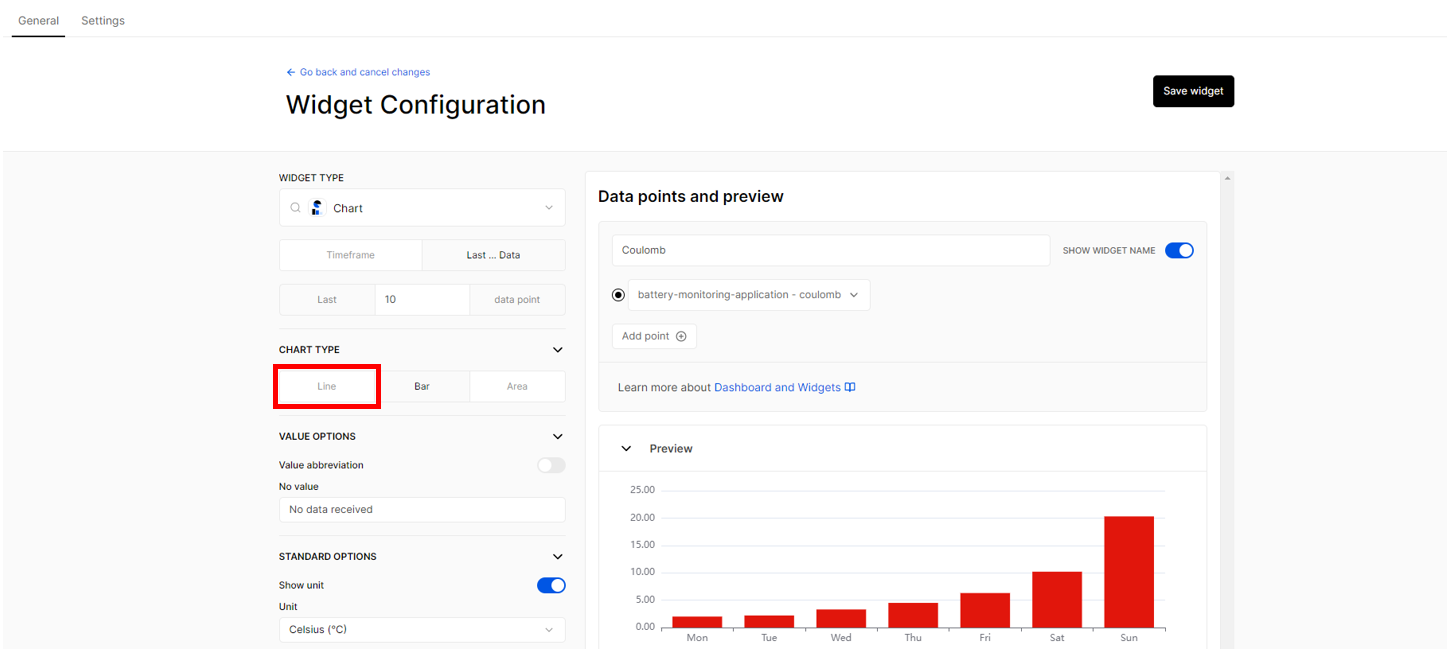 General Settings
Go back and cancel changes
Widget Configuration
Save widget
WIDGET TYPE
Chart
Timeframe Last ... Data
Last 10 data point
CHART TYPE
Line Bar Area
VALUE OPTIONS
Value abbreviation
No value
No data received
STANDARD OPTIONS
Show unit
Unit
Celsius (°C)
Data points and preview
Coulomb SHOW WIDGET NAME
battery-monitoring-application - coulomb
Add point
Learn more about Dashboard and Widgets
Preview
25.00
20.00
15.00
10.00
5.00
0.00
Mon Tue Wed Thu Fri Sat Sun